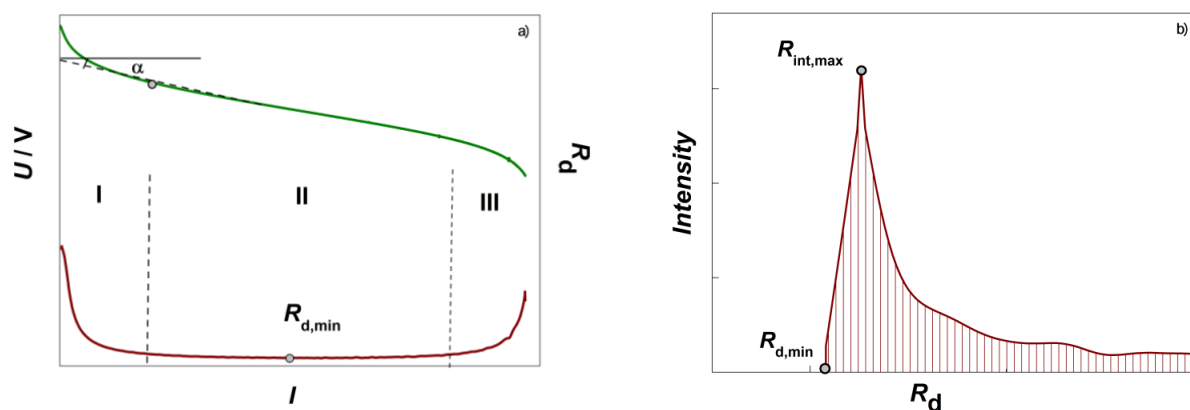 a)
α
U / V
R_d
I
II
III
R_d,min
I
b)
R_int,max
Intensity
R_d,min
R_d